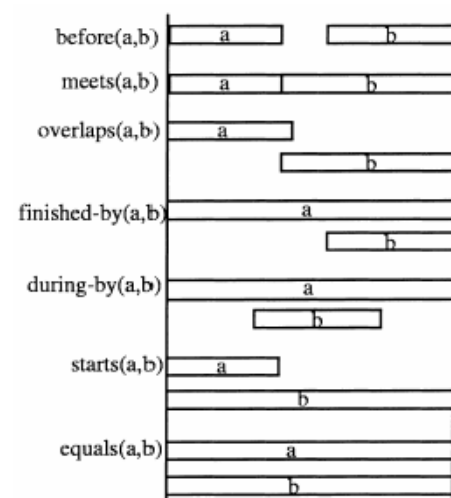 before(a,b) a b
meets(a,b) a b
overlaps(a,b) a
b
finished-by(a,b) a
b
during-by(a,b) a
b
starts(a,b) a
b
equals(a,b) a
b